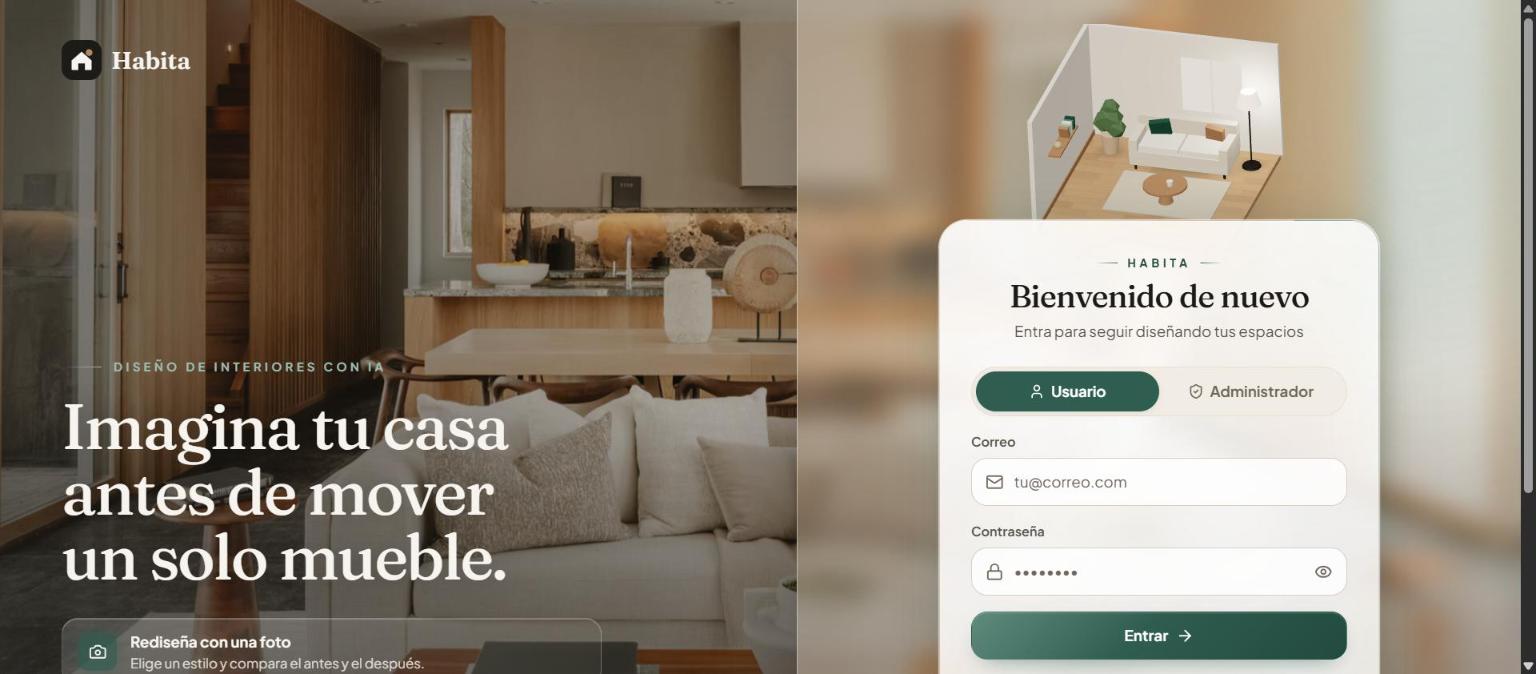 Habita
DISEÑO DE INTERIORES CON IA
Imagina tu casa
antes de mover
un solo mueble.
Rediseña con una foto
Elige un estilo y compara el antes y el después.
HABITA
Bienvenido de nuevo
Entra para seguir diseñando tus espacios
Usuario
Administrador
Correo
tu@correo.com
Contraseña
••••••••
Entrar →